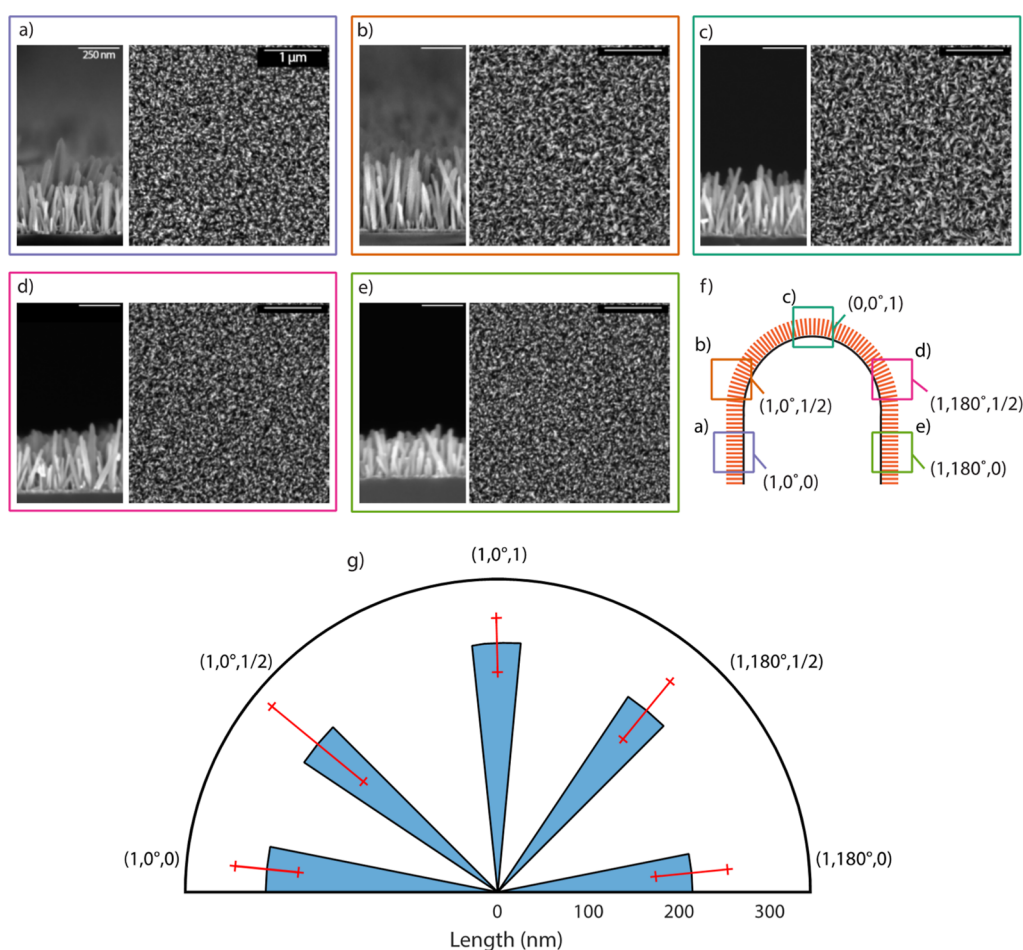 a)
250 nm
1 µm
b)
c)
d)
e)
f)
c)
(0,0°,1)
b)
d)
(1,0°,1/2)
(1,180°,1/2)
a)
e)
(1,0°,0)
(1,180°,0)
g)
(1,0°,1)
(1,0°,1/2)
(1,180°,1/2)
(1,0°,0)
(1,180°,0)
0 100 200 300
Length (nm)